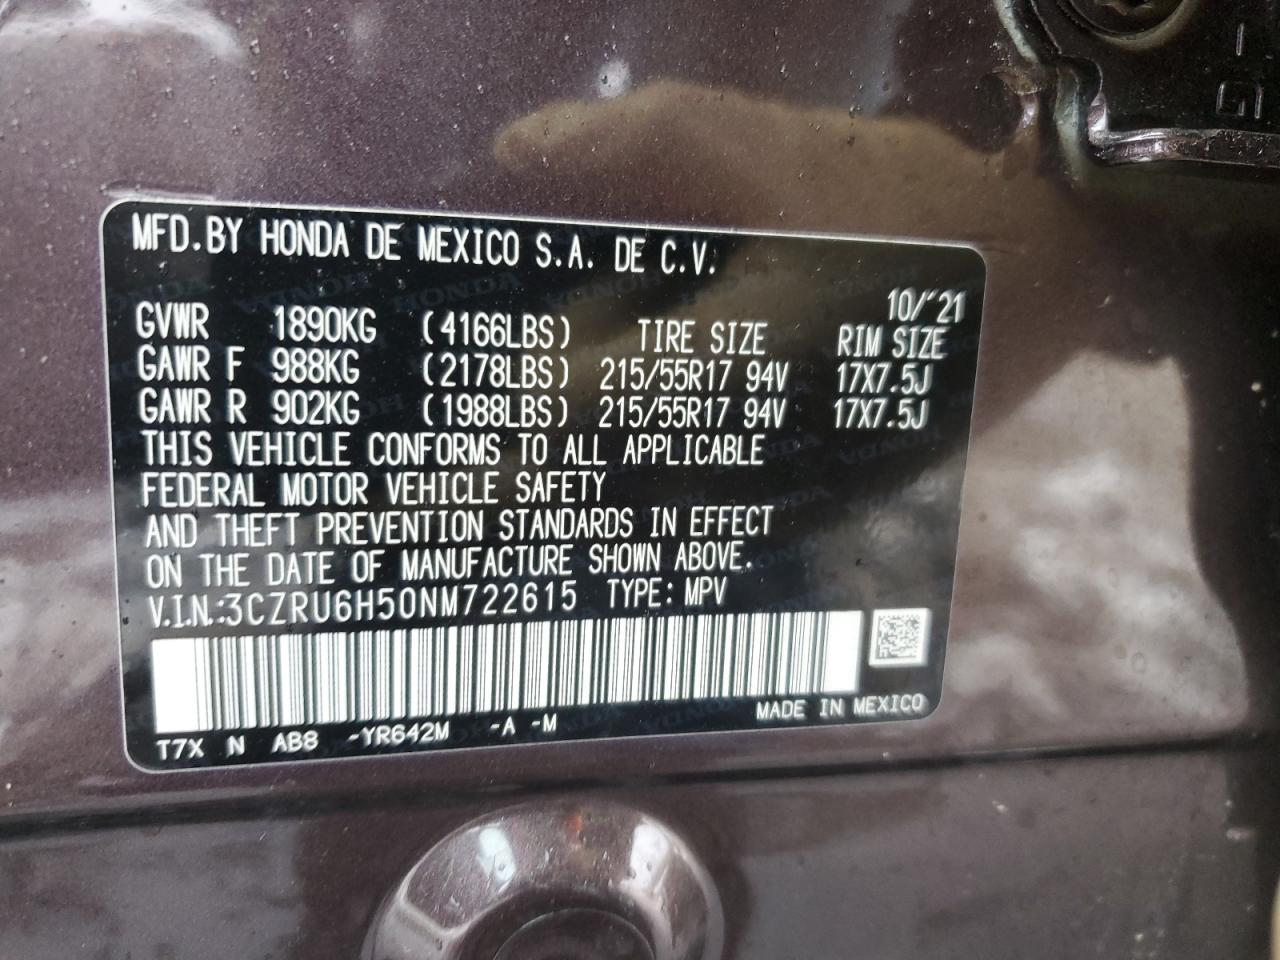 MFD.BY HONDA DE MEXICO S.A. DE C.V.
10/'21
GVWR 1890KG (4166LBS) TIRE SIZE RIM SIZE
GAWR F 988KG (2178LBS) 215/55R17 94V 17X7.5J
GAWR R 902KG (1988LBS) 215/55R17 94V 17X7.5J
THIS VEHICLE CONFORMS TO ALL APPLICABLE
FEDERAL MOTOR VEHICLE SAFETY
AND THEFT PREVENTION STANDARDS IN EFFECT
ON THE DATE OF MANUFACTURE SHOWN ABOVE.
V.I.N.:3CZRU6H50NM722615 TYPE: MPV
MADE IN MEXICO
T7X N AB8 -YR642M -A -M